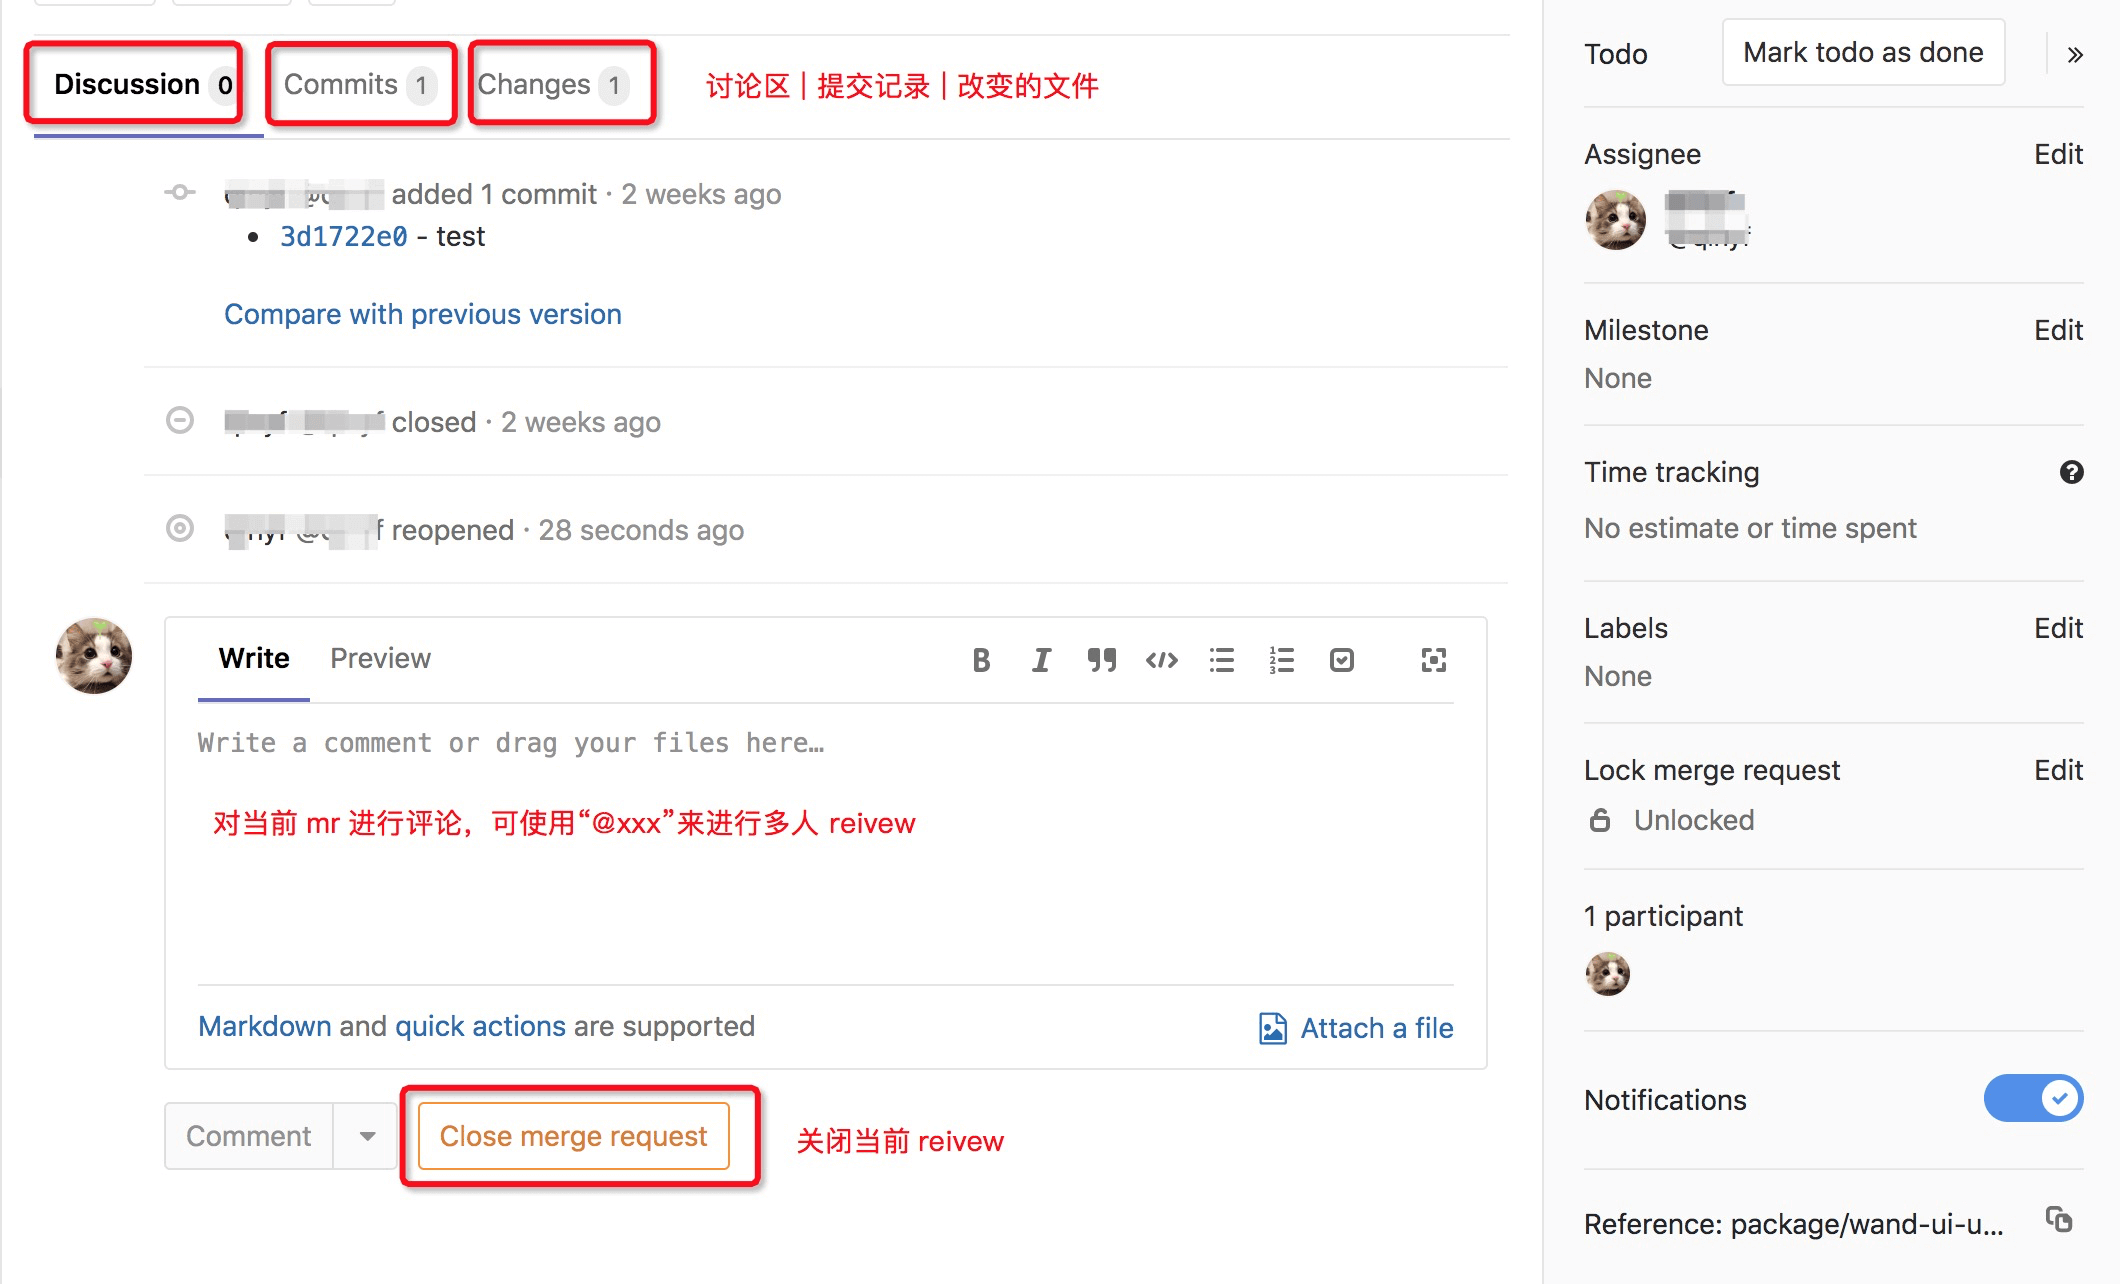 Discussion 0 Commits 1 Changes 1 讨论区 | 提交记录 | 改变的文件
added 1 commit · 2 weeks ago
3d1722e0 - test
Compare with previous version
closed · 2 weeks ago
reopened · 28 seconds ago
Write Preview
Write a comment or drag your files here…
对当前 mr 进行评论，可使用“@xxx”来进行多人 reivew
Markdown and quick actions are supported Attach a file
Comment Close merge request 关闭当前 reivew
Todo Mark todo as done
Assignee Edit
Milestone Edit
None
Time tracking
No estimate or time spent
Labels Edit
None
Lock merge request Edit
Unlocked
1 participant
Notifications
Reference: package/wand-ui-u...